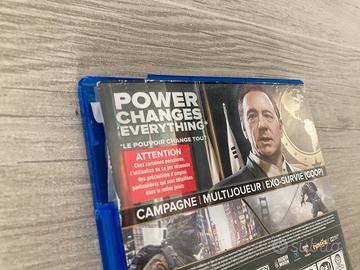 POWER
CHANGES
EVERYTHING*
*LE POUVOIR CHANGE TOUT
ATTENTION
Chez certaines personnes,
l'utilisation de ce jeu nécessite
des précautions d'emploi
particulières qui sont détaillées
dans la notice jointe
CAMPAGNE | MULTIJOUEUR | EXO-SURVIE (COOP)